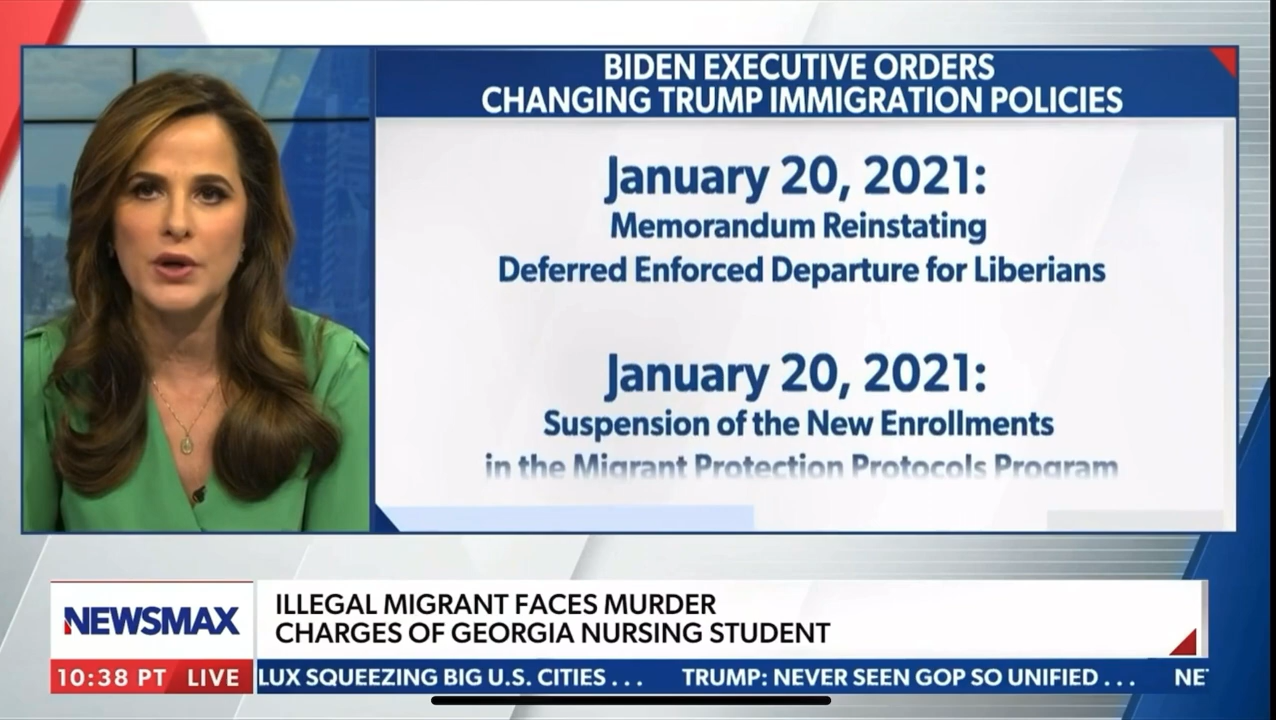 BIDEN EXECUTIVE ORDERS
CHANGING TRUMP IMMIGRATION POLICIES
January 20, 2021:
Memorandum Reinstating
Deferred Enforced Departure for Liberians
January 20, 2021:
Suspension of the New Enrollments
in the Migrant Protection Protocols Program
NEWSMAX
ILLEGAL MIGRANT FACES MURDER
CHARGES OF GEORGIA NURSING STUDENT
10:38 PT LIVE
LUX SQUEEZING BIG U.S. CITIES . . . TRUMP: NEVER SEEN GOP SO UNIFIED . . . NE